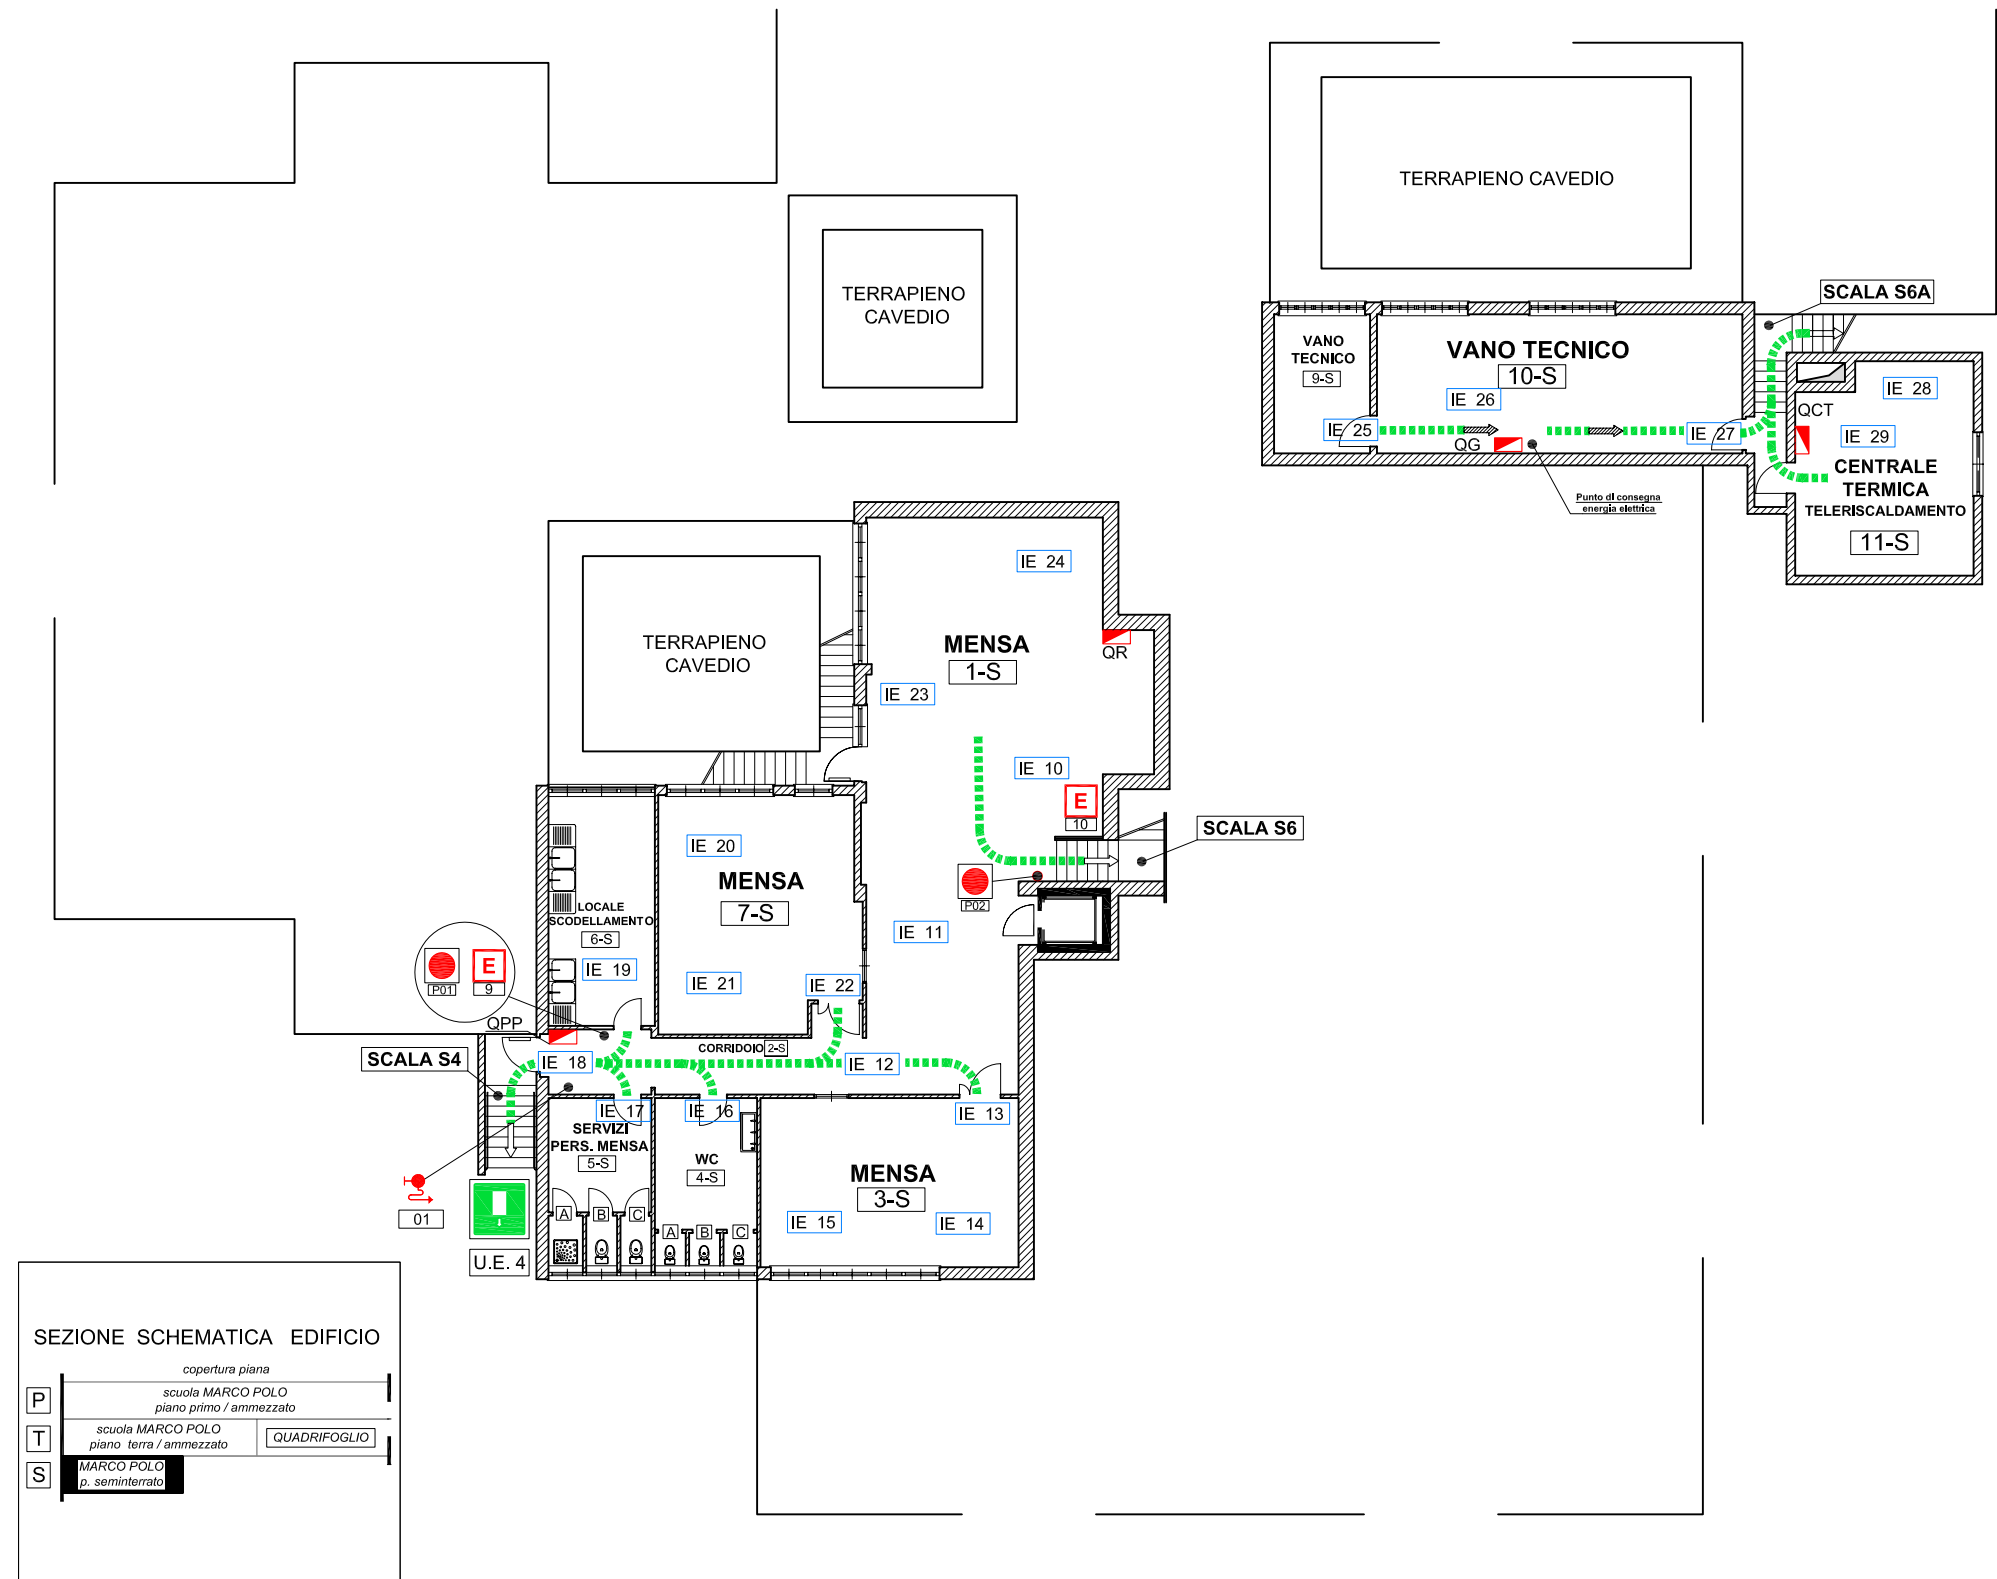 TERRAPIENO CAVEDIO
TERRAPIENO
CAVEDIO
SCALA S6A
VANO
TECNICO
9-S
VANO TECNICO
10-S
IE 26
IE 25
QG
IE 27
IE 28
QCT
IE 29
CENTRALE
TERMICA
TELERISCALDAMENTO
11-S
Punto di consegna
energia elettrica
TERRAPIENO
CAVEDIO
IE 24
MENSA
1-S
QR
IE 23
IE 10
E
10
SCALA S6
P02
IE 11
IE 20
MENSA
7-S
LOCALE
SCODELLAMENTO
6-S
IE 19
IE 21
IE 22
P01
E
9
QPP
SCALA S4
IE 18
CORRIDOIO 2-S
IE 12
IE 17
IE 16
IE 13
SERVIZI
PERS. MENSA
5-S
WC
4-S
MENSA
3-S
IE 15
IE 14
A
B
C
A
B
C
01
U.E. 4
SEZIONE SCHEMATICA EDIFICIO
copertura piana
P
scuola MARCO POLO
piano primo / ammezzato
T
scuola MARCO POLO
piano terra / ammezzato
QUADRIFOGLIO
S
MARCO POLO
p. seminterrato